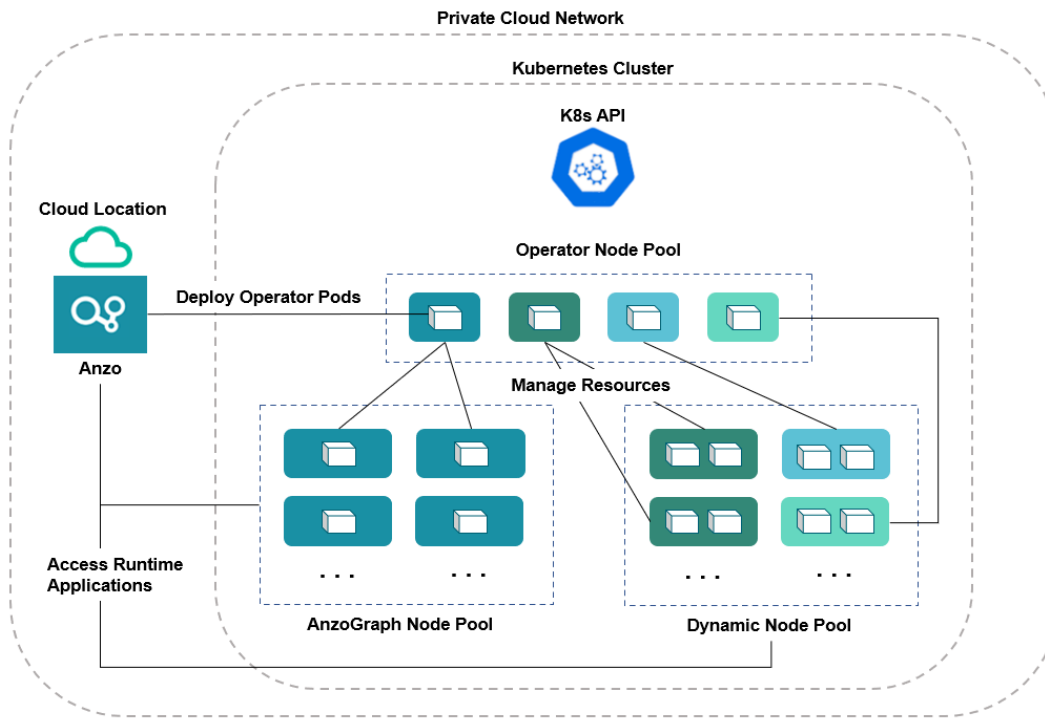 Private Cloud Network
Kubernetes Cluster
K8s API
Cloud Location
Operator Node Pool
Deploy Operator Pods
Anzo
Manage Resources
Access Runtime
Applications
. . .
. . .
. . .
. . .
AnzoGraph Node Pool
Dynamic Node Pool